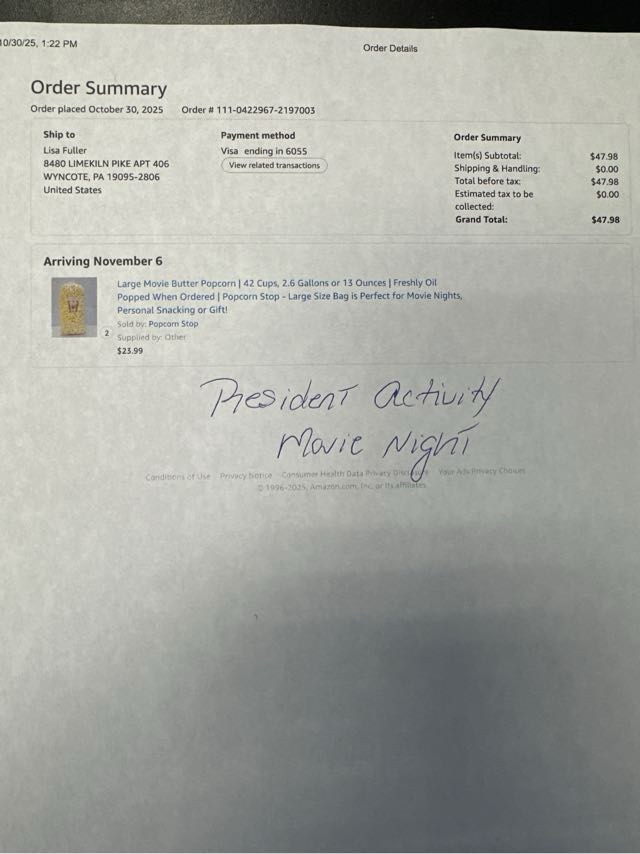 10/30/25, 1:22 PM
Order Details
Order Summary
Order placed October 30, 2025 Order # 111-0422967-2197003
Ship to
Lisa Fuller
8480 LIMEKILN PIKE APT 406
WYNCOTE, PA 19095-2806
United States
Payment method
Visa ending in 6055
View related transactions
Order Summary
Item(s) Subtotal: $47.98
Shipping & Handling: $0.00
Total before tax: $47.98
Estimated tax to be $0.00
collected:
Grand Total: $47.98
Arriving November 6
2
Large Movie Butter Popcorn | 42 Cups, 2.6 Gallons or 13 Ounces | Freshly Oil
Popped When Ordered | Popcorn Stop - Large Size Bag is Perfect for Movie Nights,
Personal Snacking or Gift!
Sold by: Popcorn Stop
Supplied by: Other
$23.99
President Activity
Movie Night
Conditions of Use Privacy Notice Consumer Health Data Privacy Disclosure Your Ads Privacy Choices
© 1996-2025, Amazon.com, Inc. or its affiliates